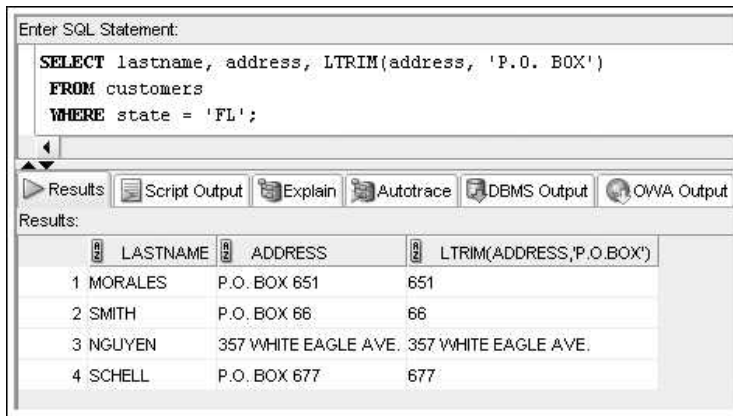 Enter SQL Statement:
SELECT lastname, address, LTRIM(address, 'P.O. BOX')
FROM customers
WHERE state = 'FL';
Results Script Output Explain Autotrace DBMS Output OWA Output
Results:
LASTNAME ADDRESS LTRIM(ADDRESS,'P.O.BOX')
1 MORALES P.O. BOX 651 651
2 SMITH P.O. BOX 66 66
3 NGUYEN 357 WHITE EAGLE AVE. 357 WHITE EAGLE AVE.
4 SCHELL P.O. BOX 677 677